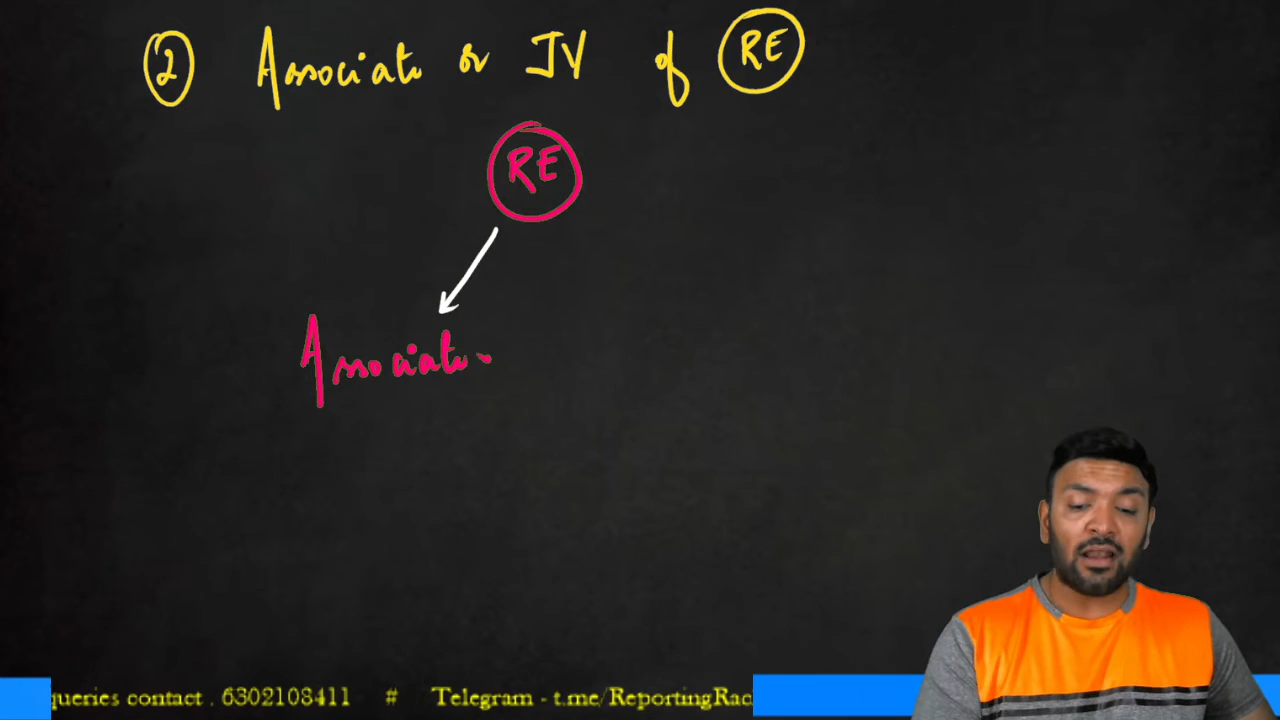 ② Associate or JV of RE
RE
Associate.
queries contact . 6302108411 # Telegram - t.me/ReportingRac